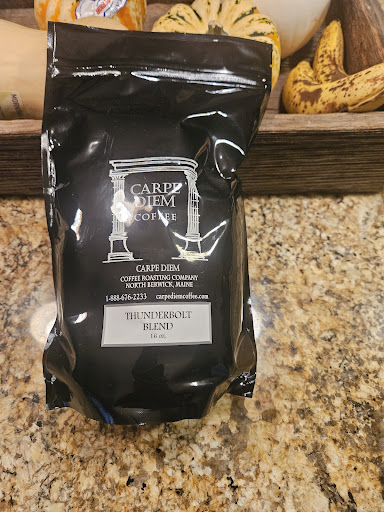 CARPE
DIEM
COFFEE
CARPE DIEM
COFFEE ROASTING COMPANY
NORTH BERWICK, MAINE
1-888-676-2233 carpediemcoffee.com
THUNDERBOLT
BLEND
16 oz.